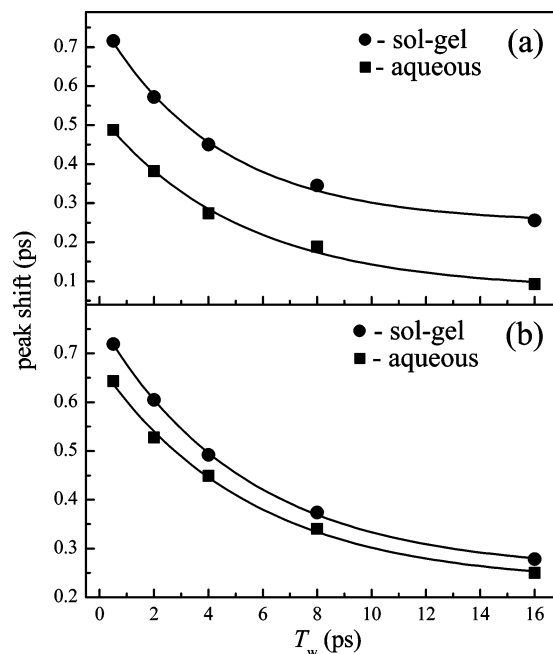 (a)
● - sol-gel
■ - aqueous
0.7
0.6
0.5
0.4
0.3
0.2
0.1
peak shift (ps)
(b)
● - sol-gel
■ - aqueous
0.7
0.6
0.5
0.4
0.3
0.2
0 2 4 6 8 10 12 14 16
T_w (ps)